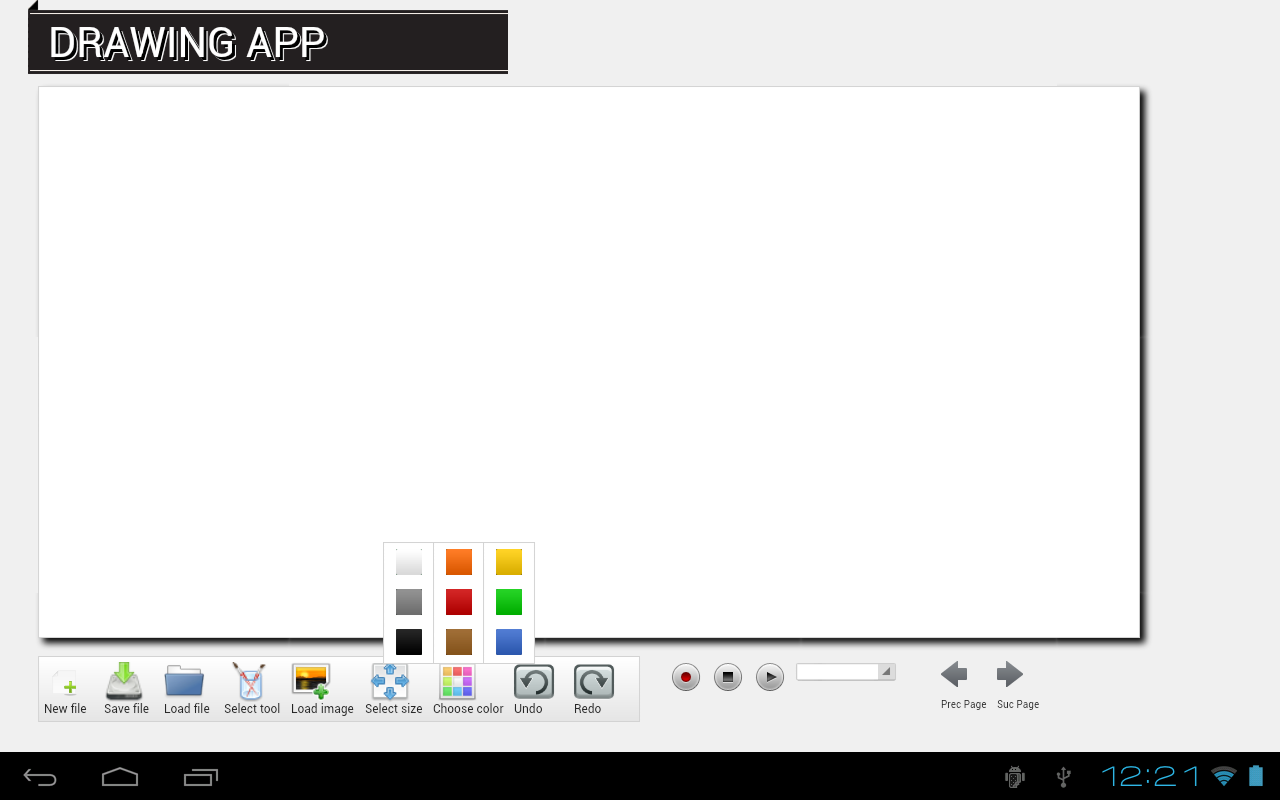 DRAWING APP
New file
Save file
Load file
Select tool
Load image
Select size
Choose color
Undo
Redo
Prec Page
Suc Page
12:21